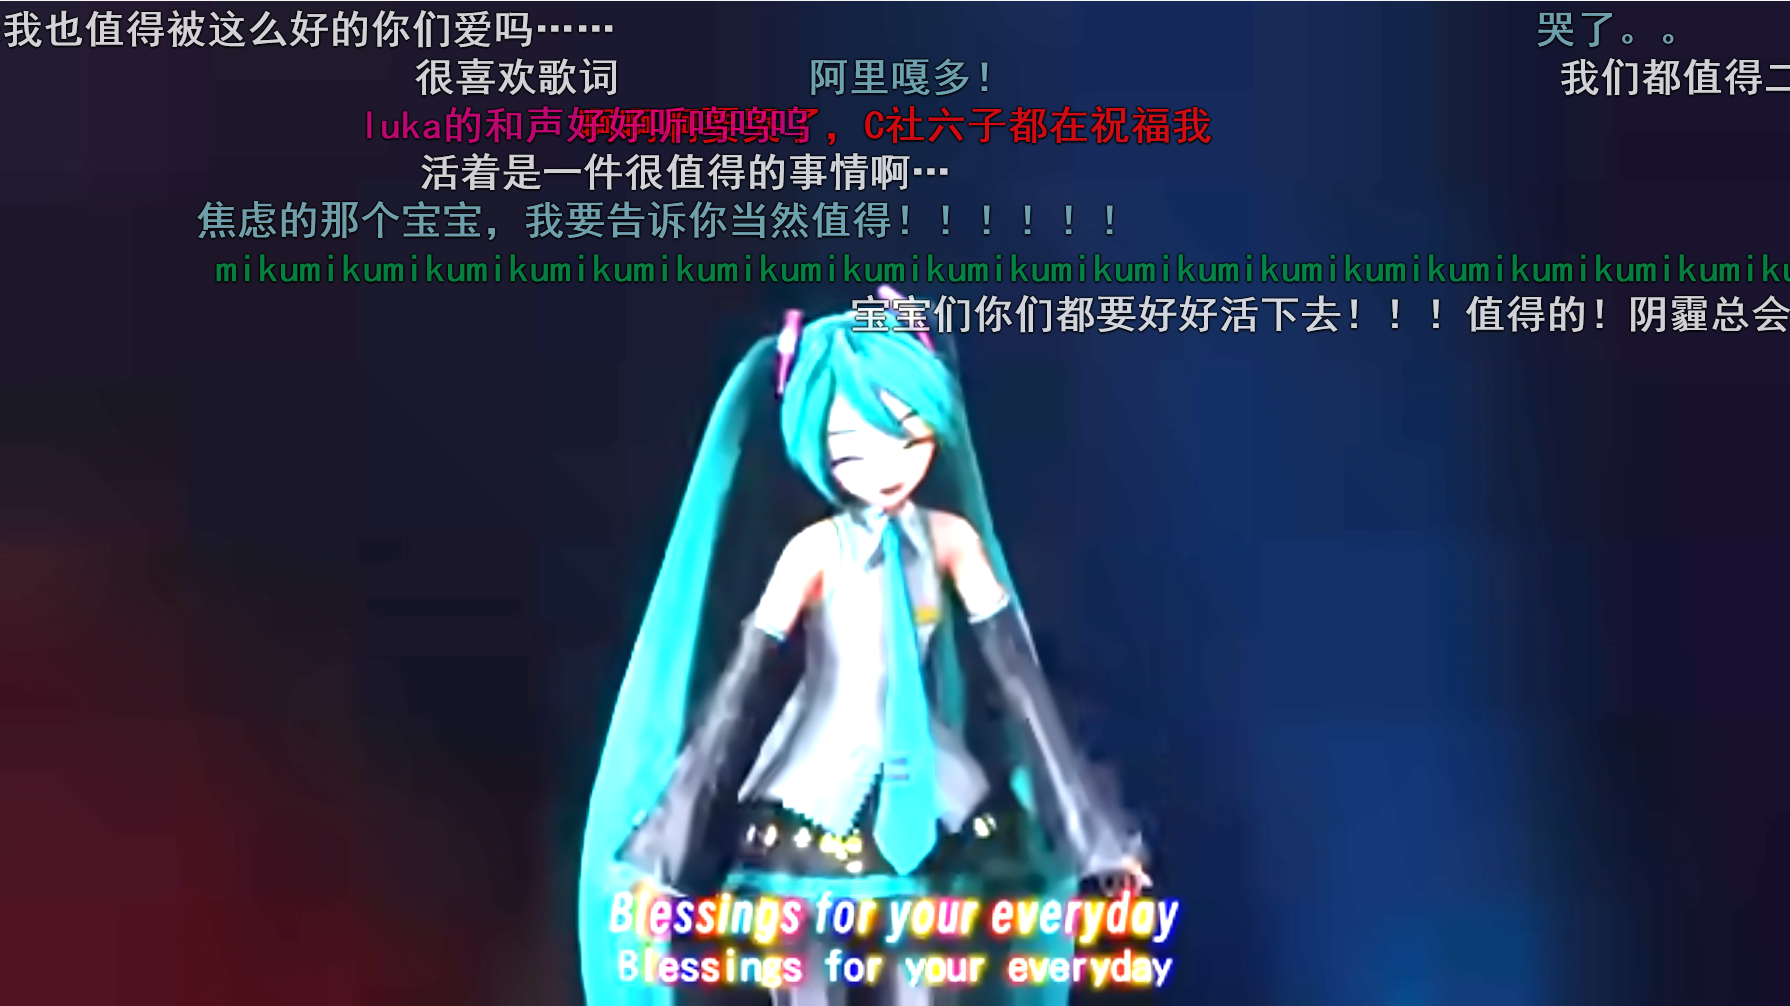 我也值得被这么好的你们爱吗……
哭了。。
很喜欢歌词
阿里嘎多！
我们都值得
luka的和声好好听呜呜呜
了，C社六子都在祝福我
活着是一件很值得的事情啊…
焦虑的那个宝宝，我要告诉你当然值得！！！！！！
mikumikumikumikumikumikumikumikumikumikumikumikumikumikumikumikumikumikumiku
宝宝们你们都要好好活下去！！！值得的！阴霾总会
Blessings for your everyday
Blessings for your everyday